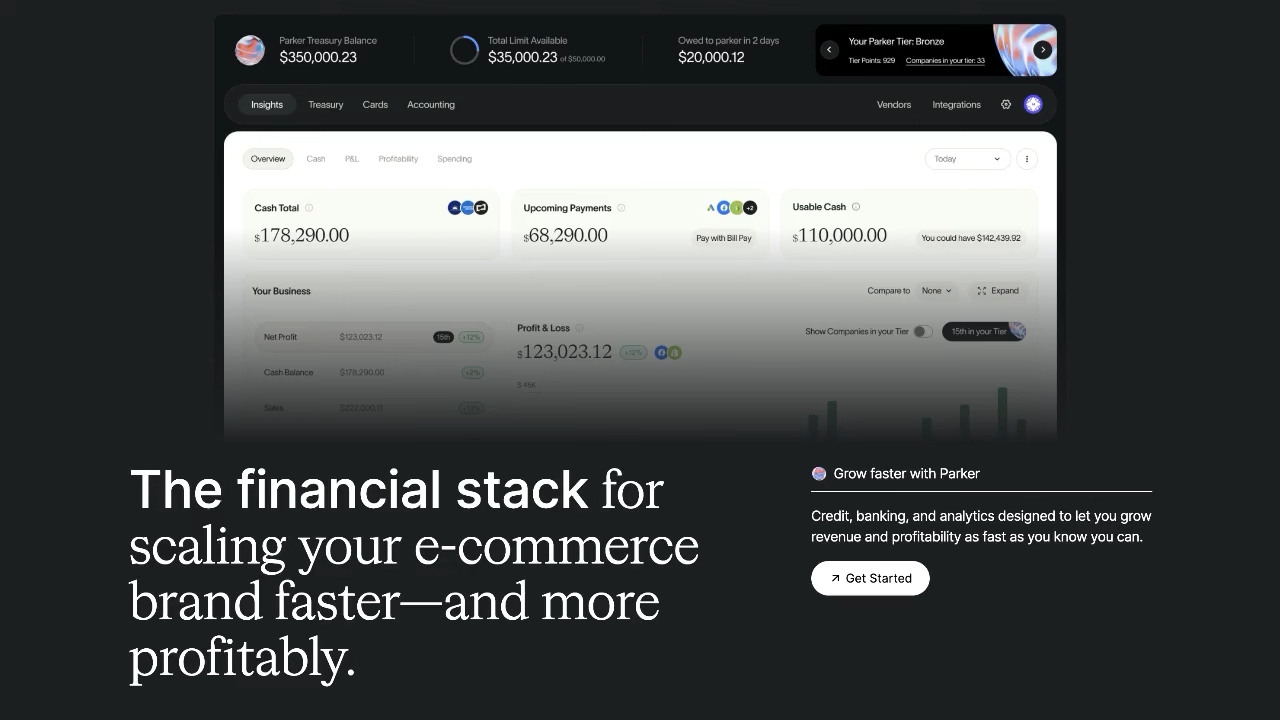 Parker Treasury Balance
$350,000.23
Total Limit Available
$35,000.23 of $50,000.00
Owed to parker in 2 days
$20,000.12
Your Parker Tier: Bronze
Tier Points: 929 Companies in your tier: 33
Insights Treasury Cards Accounting Vendors Integrations
Overview Cash P&L Profitability Spending Today
Cash Total
$178,290.00
Upcoming Payments +2
$68,290.00 Pay with Bill Pay
Usable Cash
$110,000.00 You could have $142,439.92
Your Business Compare to None Expand
Net Profit $123,023.12 15th +12%
Cash Balance $178,290.00 +2%
Sales $222,000.11
Profit & Loss
$123,023.12 +12%
Show Companies in your Tier 15th in your Tier
$ 45K
The financial stack for
scaling your e-commerce
brand faster—and more
profitably.
Grow faster with Parker
Credit, banking, and analytics designed to let you grow
revenue and profitability as fast as you know you can.
Get Started